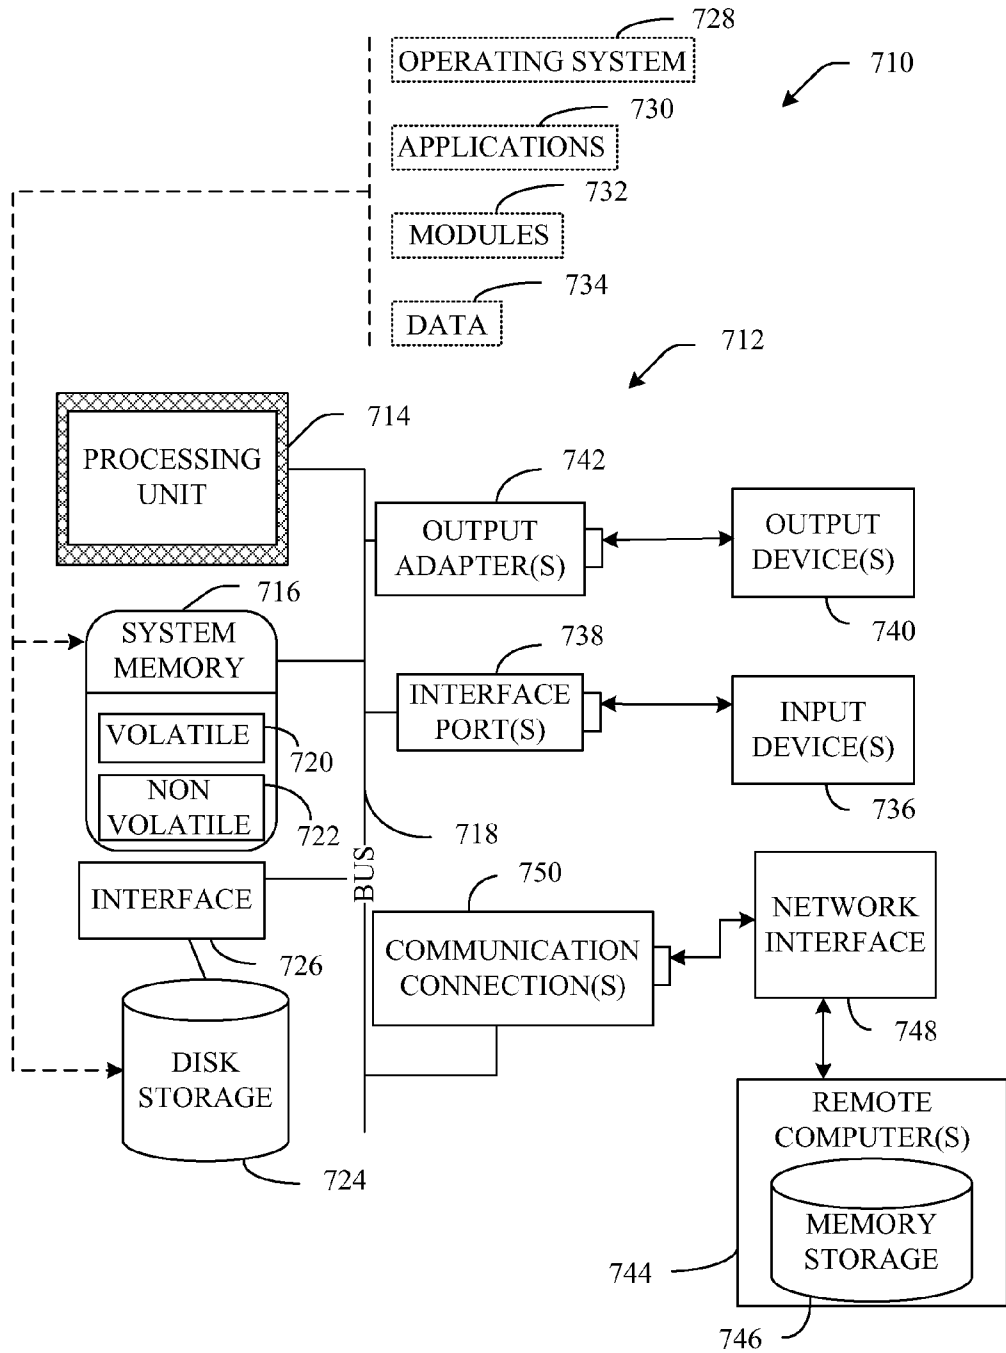 728
OPERATING SYSTEM
710
730
APPLICATIONS
732
MODULES
734
DATA
712
714
PROCESSING
UNIT
742
OUTPUT
ADAPTER(S)
OUTPUT
DEVICE(S)
740
716
SYSTEM
MEMORY
738
INTERFACE
PORT(S)
INPUT
DEVICE(S)
736
VOLATILE
720
NON
VOLATILE
722
718
BUS
INTERFACE
726
750
COMMUNICATION
CONNECTION(S)
NETWORK
INTERFACE
748
DISK
STORAGE
724
REMOTE
COMPUTER(S)
MEMORY
STORAGE
744
746